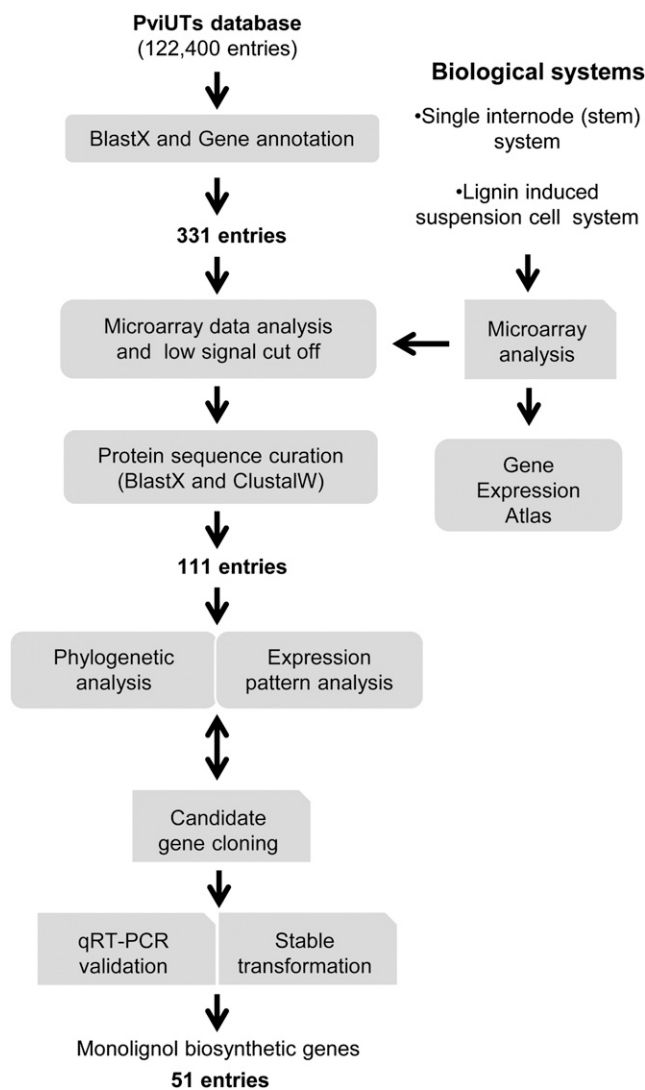 PviUTs database
(122,400 entries)
Biological systems
•Single internode (stem)
system
•Lignin induced
suspension cell system
BlastX and Gene annotation
331 entries
Microarray data analysis
and low signal cut off
Microarray
analysis
Protein sequence curation
(BlastX and ClustalW)
Gene
Expression
Atlas
111 entries
Phylogenetic
analysis
Expression
pattern analysis
Candidate
gene cloning
qRT-PCR
validation
Stable
transformation
Monolignol biosynthetic genes
51 entries